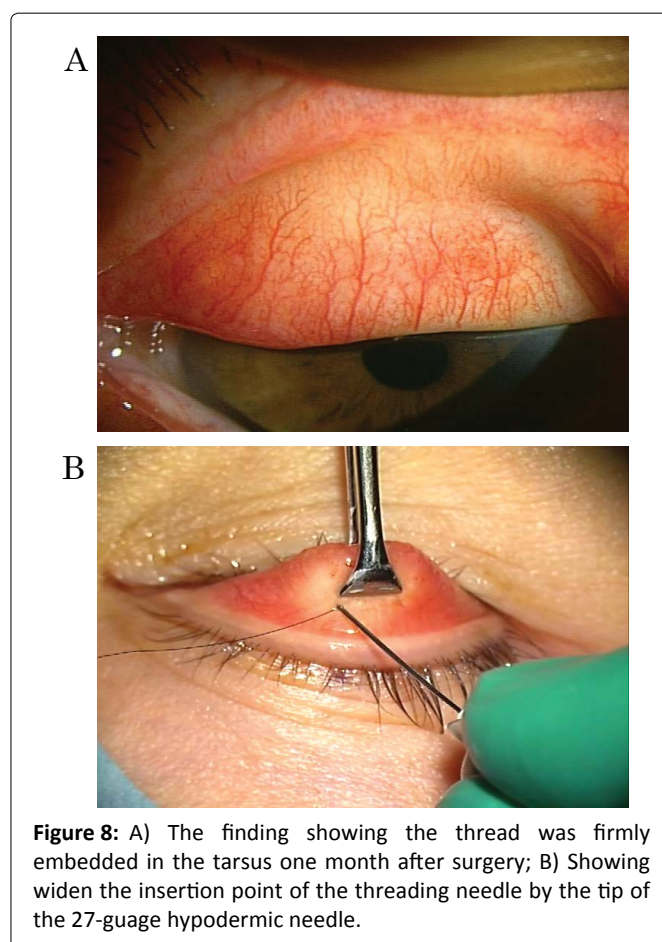 A
B
Figure 8: A) The finding showing the thread was firmly
embedded in the tarsus one month after surgery; B) Showing
widen the insertion point of the threading needle by the tip of
the 27-guage hypodermic needle.